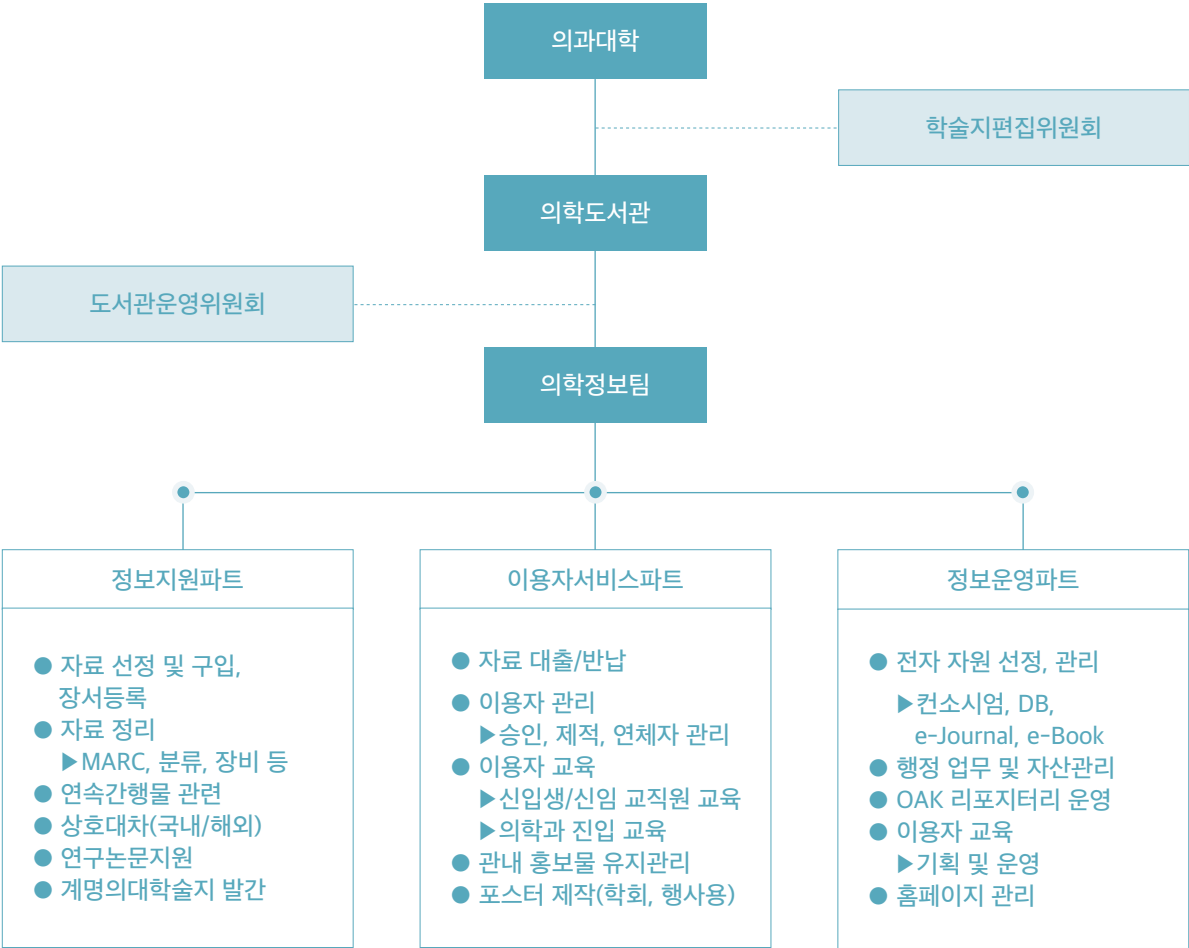 의과대학
학술지편집위원회
의학도서관
도서관운영위원회
의학정보팀
정보지원파트
● 자료 선정 및 구입,
장서등록
● 자료 정리
▶MARC, 분류, 장비 등
● 연속간행물 관련
● 상호대차(국내/해외)
● 연구논문지원
● 계명의대학술지 발간
이용자서비스파트
● 자료 대출/반납
● 이용자 관리
▶승인, 제적, 연체자 관리
● 이용자 교육
▶신입생/신임 교직원 교육
▶의학과 진입 교육
● 관내 홍보물 유지관리
● 포스터 제작(학회, 행사용)
정보운영파트
● 전자 자원 선정, 관리
▶컨소시엄, DB,
e-Journal, e-Book
● 행정 업무 및 자산관리
● OAK 리포지터리 운영
● 이용자 교육
▶기획 및 운영
● 홈페이지 관리